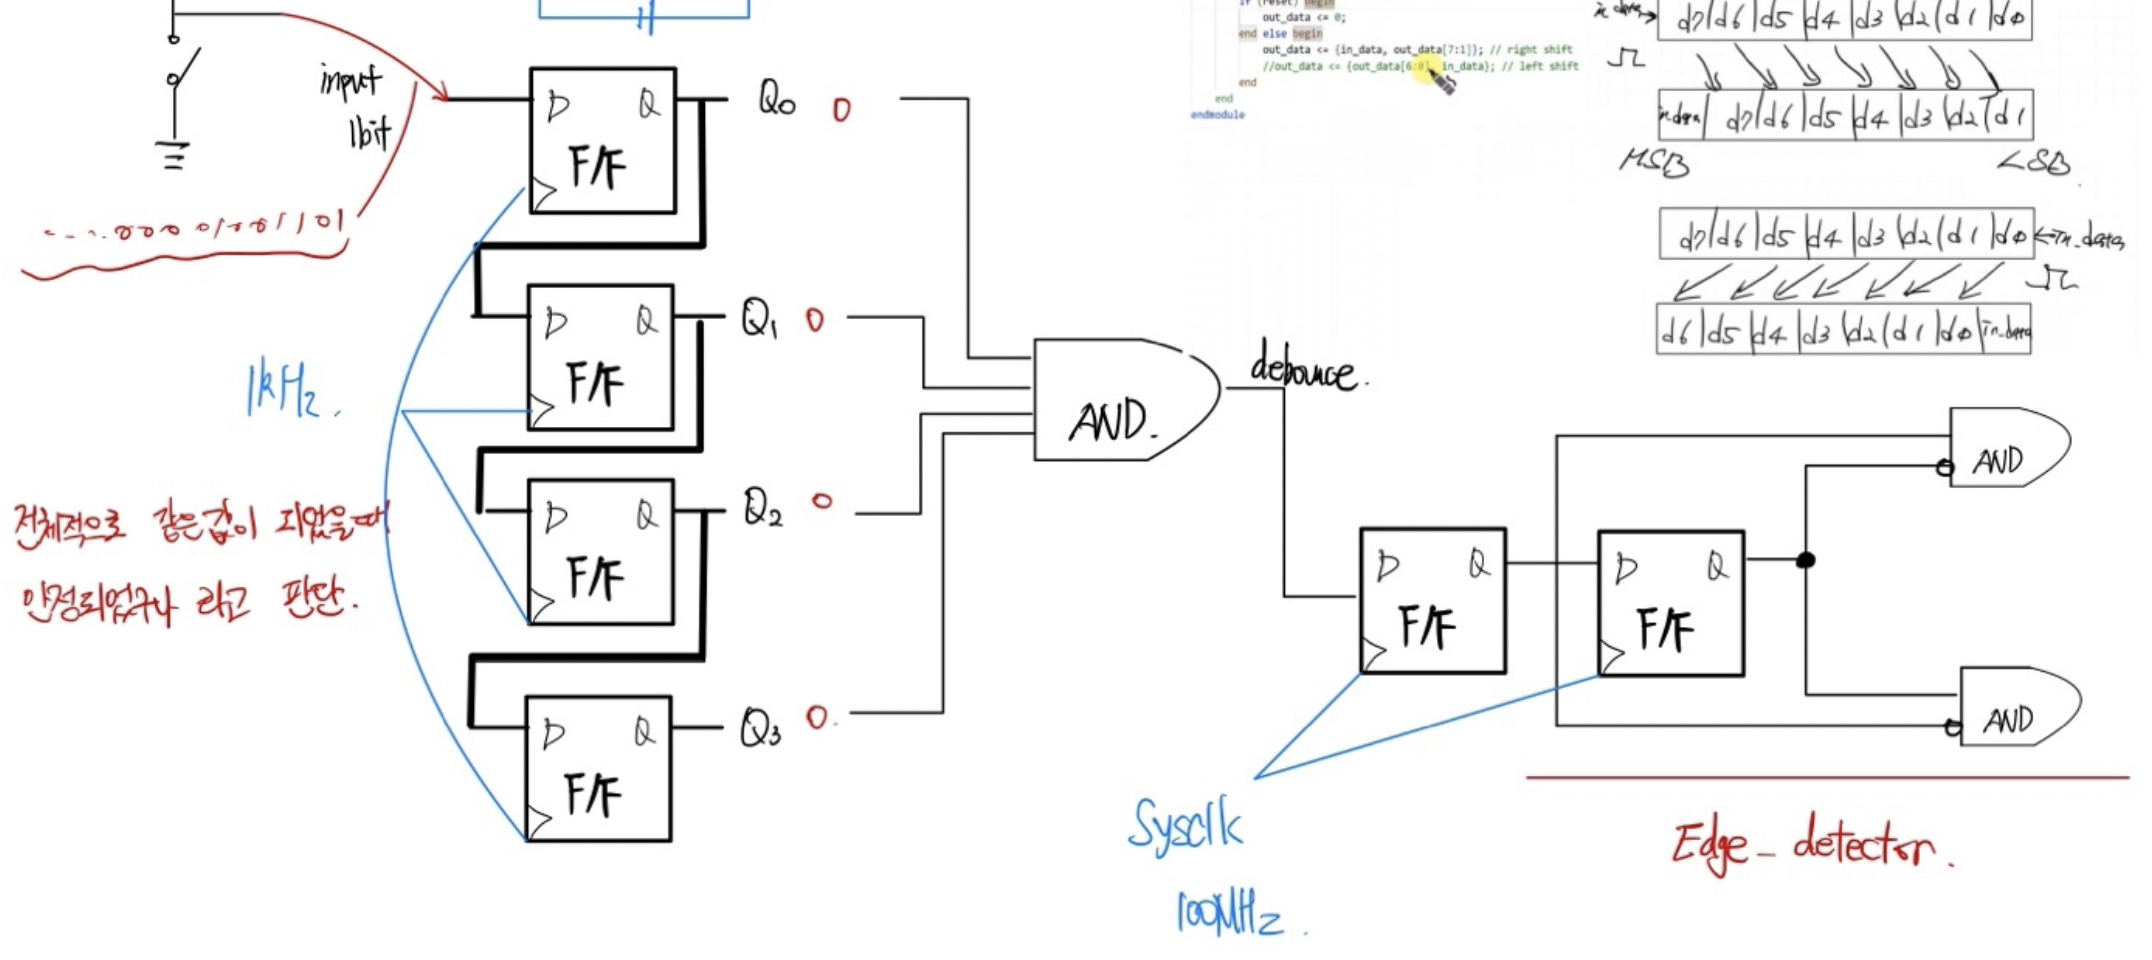 if (reset) begin
out_data <= 0;
end else begin
out_data <= {in_data, out_data[7:1]}; // right shift
//out_data <= {out_data[6:0], in_data}; // left shift
end
end
endmodule
in_data
d7 d6 d5 d4 d3 d2 d1 d0
in_data d7 d6 d5 d4 d3 d2 d1
MSB LSB
d7 d6 d5 d4 d3 d2 d1 d0 in_data
d6 d5 d4 d3 d2 d1 d0 in_data
input
1bit
D Q
F/F
Q0 0
D Q
F/F
Q1 0
D Q
F/F
Q2 0
D Q
F/F
Q3 0.
1kHz.
전체적으로 같은값이 되었을때
안정되었구나 라고 판단.
AND.
debounce.
D Q
F/F
D Q
F/F
AND
AND
Sysclk
100MHz.
Edge_detector.